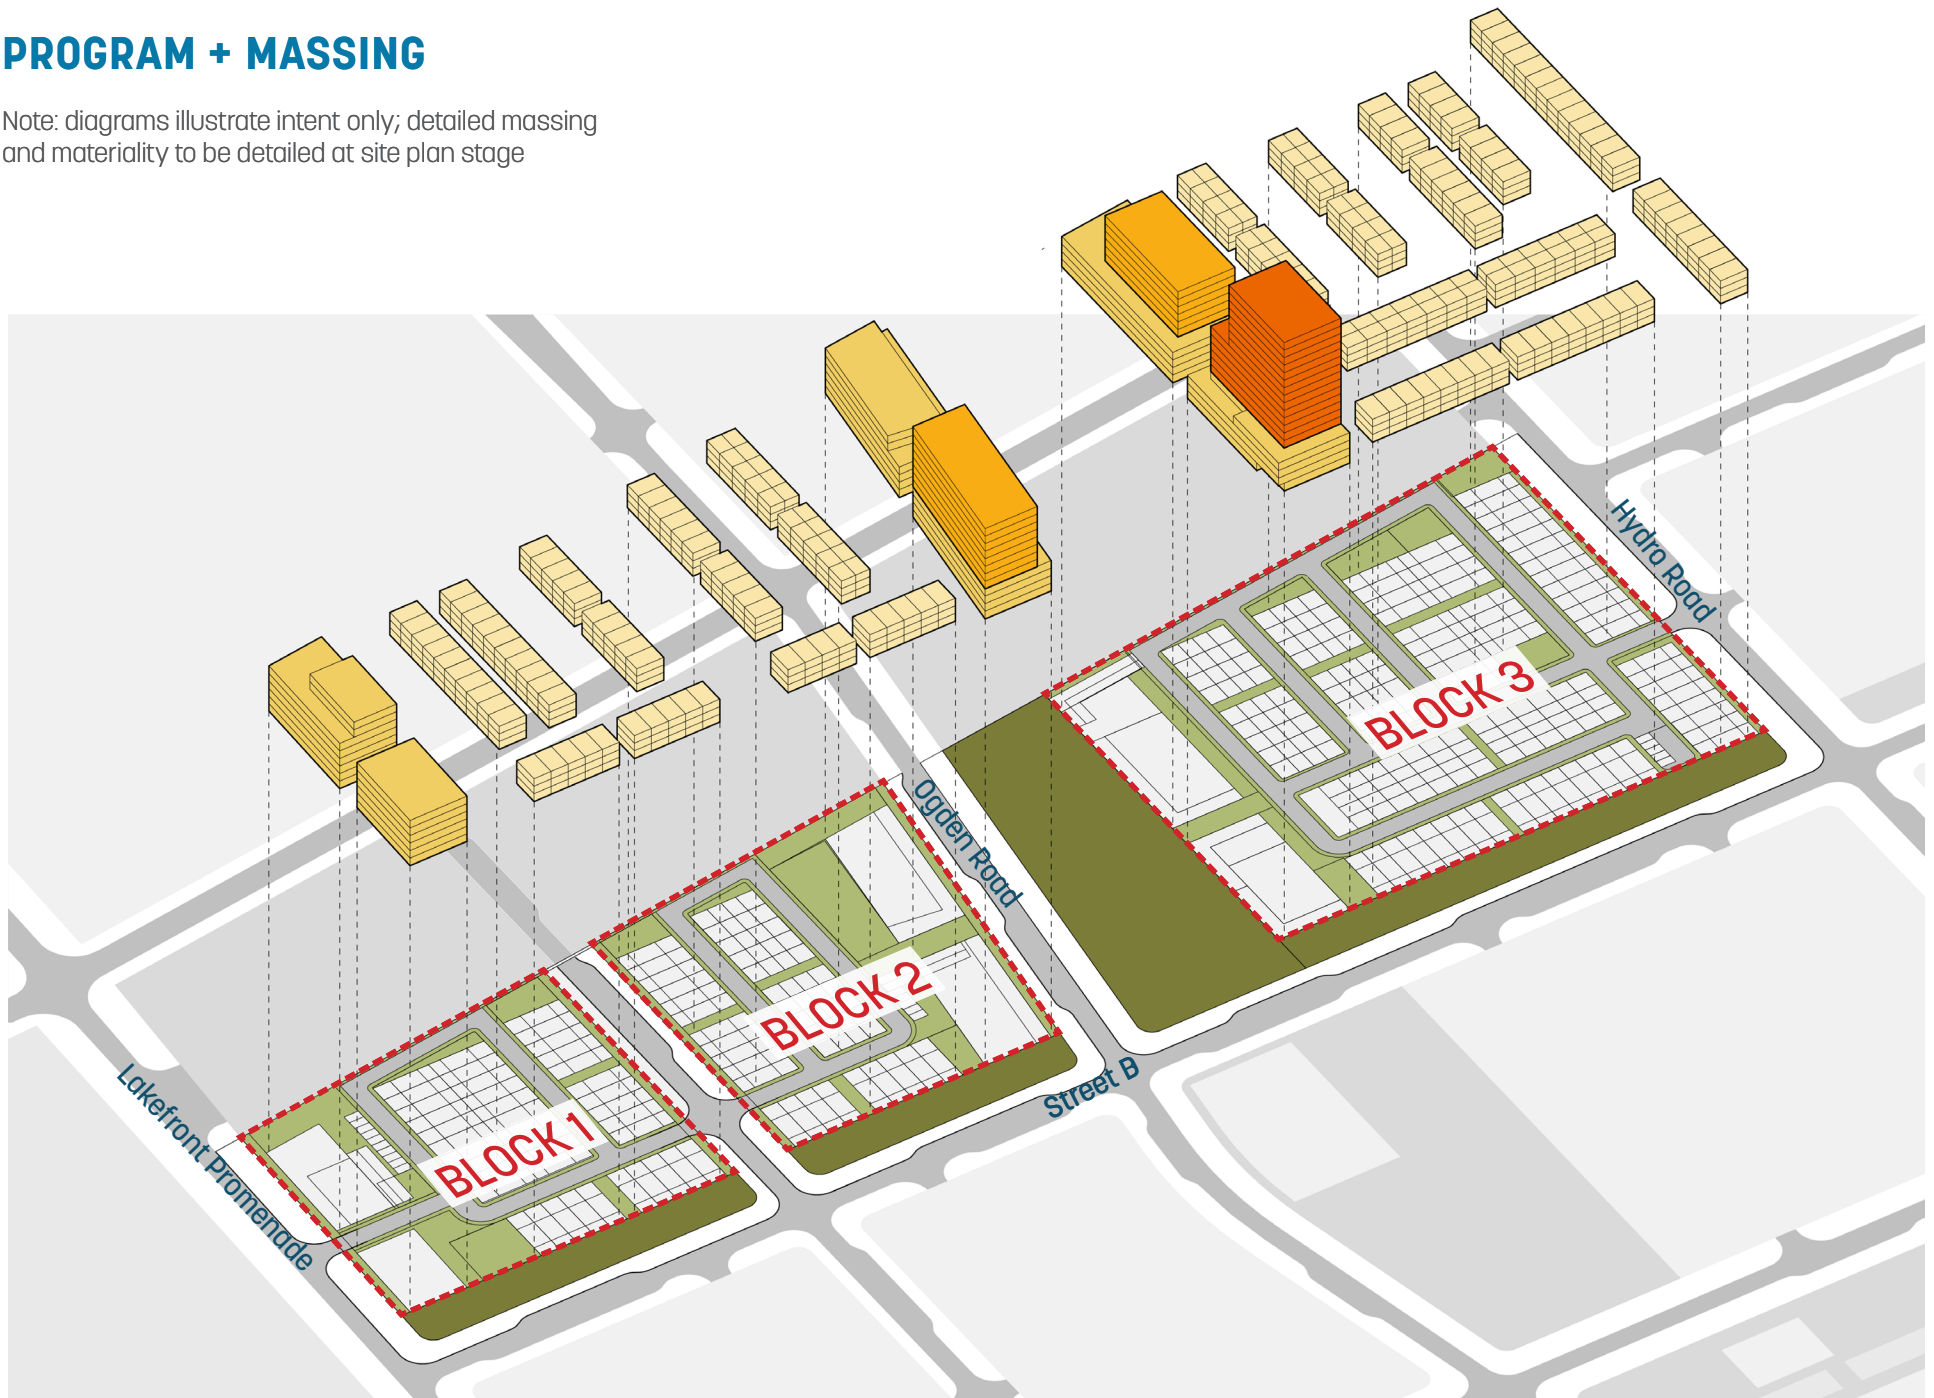 PROGRAM + MASSING
Note: diagrams illustrate intent only; detailed massing
and materiality to be detailed at site plan stage
Hydro Road
BLOCK 3
Ogden Road
BLOCK 2
Street B
Lakefront Promenade
BLOCK 1